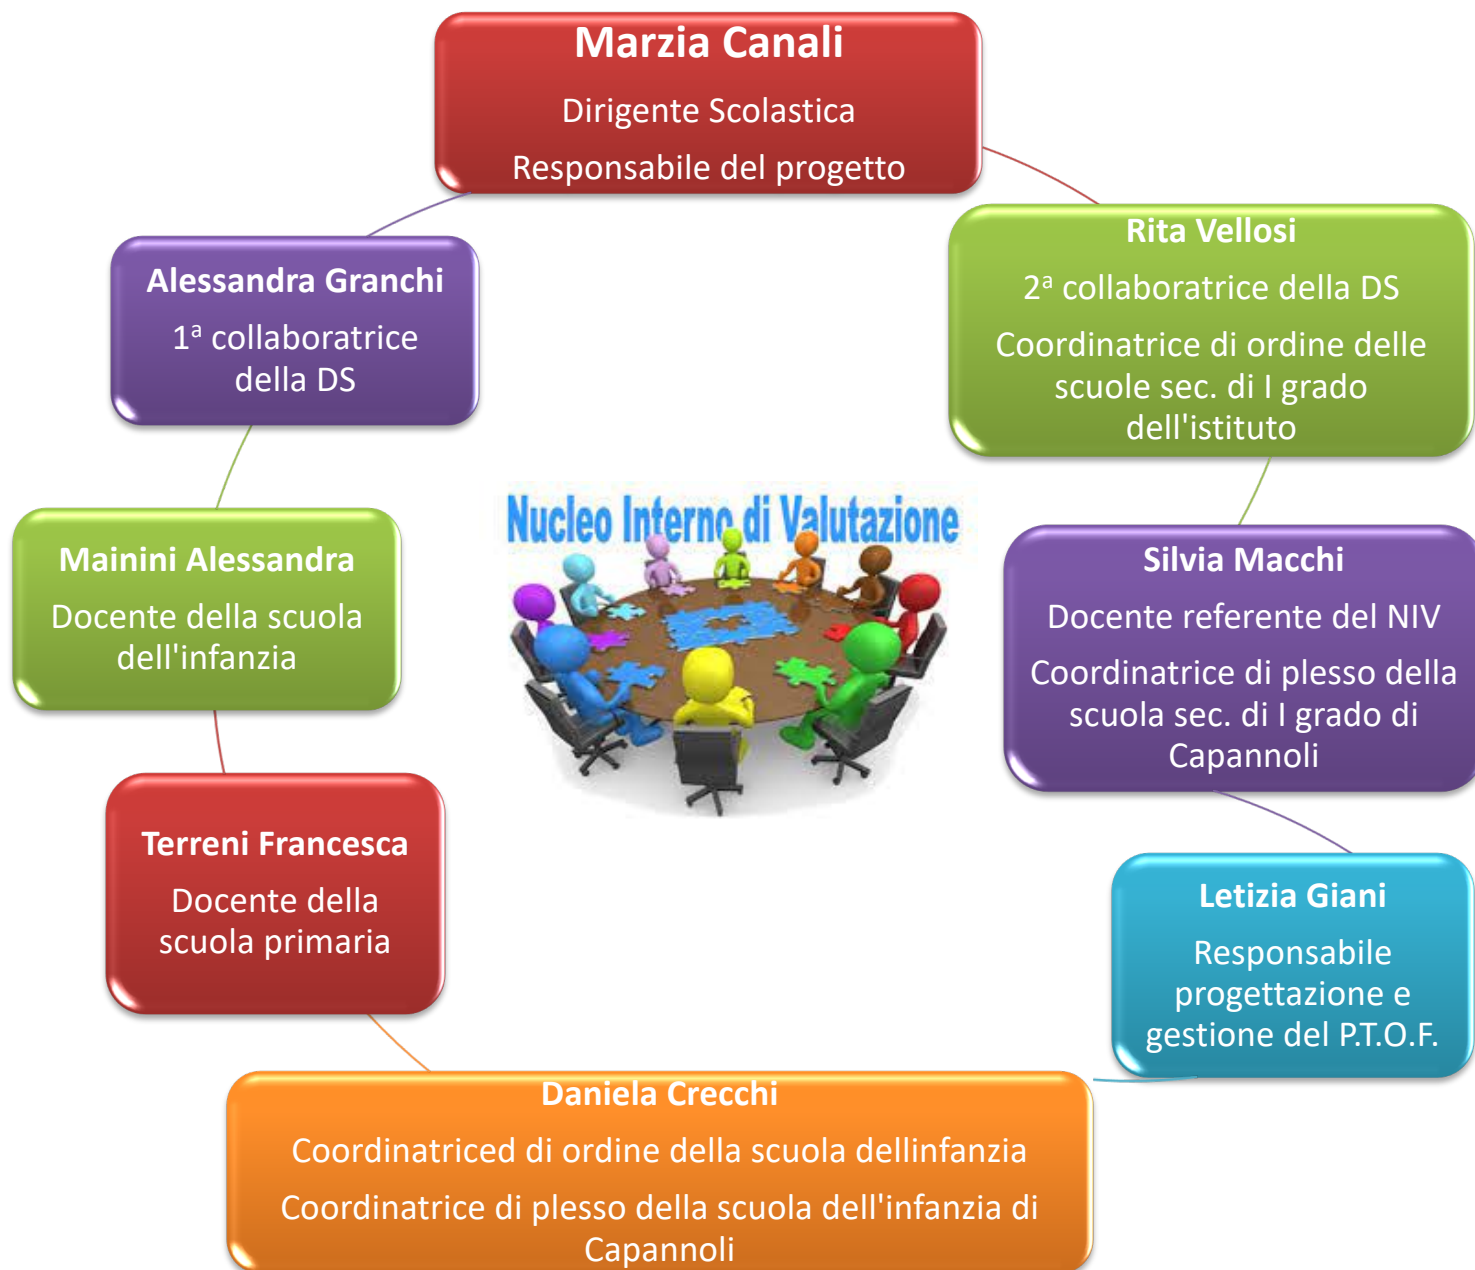 Marzia Canali
Dirigente Scolastica
Responsabile del progetto
Rita Vellosi
2ª collaboratrice della DS
Coordinatrice di ordine delle
scuole sec. di I grado
dell'istituto
Silvia Macchi
Docente referente del NIV
Coordinatrice di plesso della
scuola sec. di I grado di
Capannoli
Letizia Giani
Responsabile
progettazione e
gestione del P.T.O.F.
Daniela Crecchi
Coordinatriced di ordine della scuola dellinfanzia
Coordinatrice di plesso della scuola dell'infanzia di
Capannoli
Terreni Francesca
Docente della
scuola primaria
Mainini Alessandra
Docente della scuola
dell'infanzia
Alessandra Granchi
1ª collaboratrice
della DS
Nucleo Interno di Valutazione